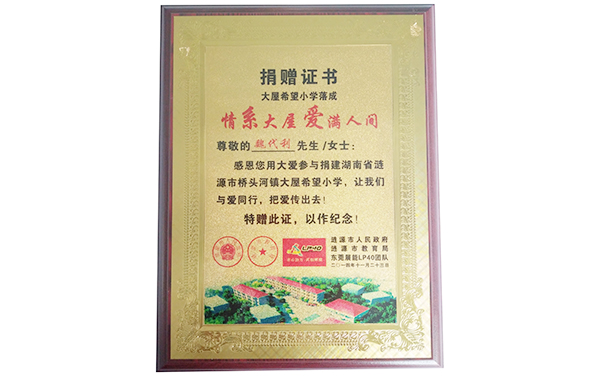 捐赠证书
大屋希望小学落成
情系大屋 爱满人间
尊敬的 魏代利 先生/女士：
感恩您用大爱参与捐建湖南省涟
源市桥头河镇大屋希望小学，让我们
与爱同行，把爱传出去！
特赠此证，以作纪念！
LP40
涟源市人民政府
涟源市教育局
东莞展能LP40团队
二〇一四年十一月二十三日